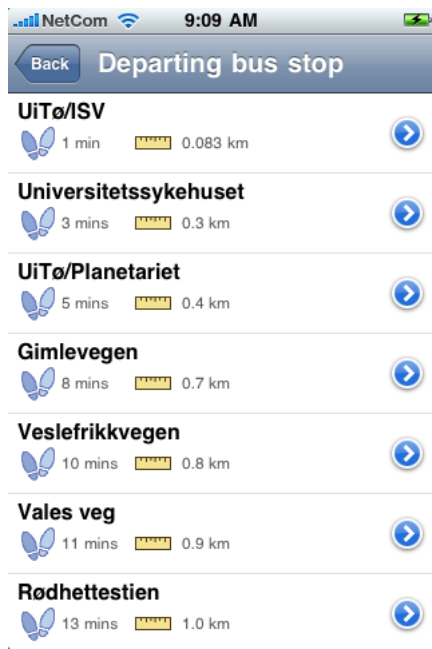 NetCom 9:09 AM
Back Departing bus stop
UiTø/ISV
1 min 0.083 km
Universitetssykehuset
3 mins 0.3 km
UiTø/Planetariet
5 mins 0.4 km
Gimlevegen
8 mins 0.7 km
Veslefrikkvegen
10 mins 0.8 km
Vales veg
11 mins 0.9 km
Rødhettestien
13 mins 1.0 km